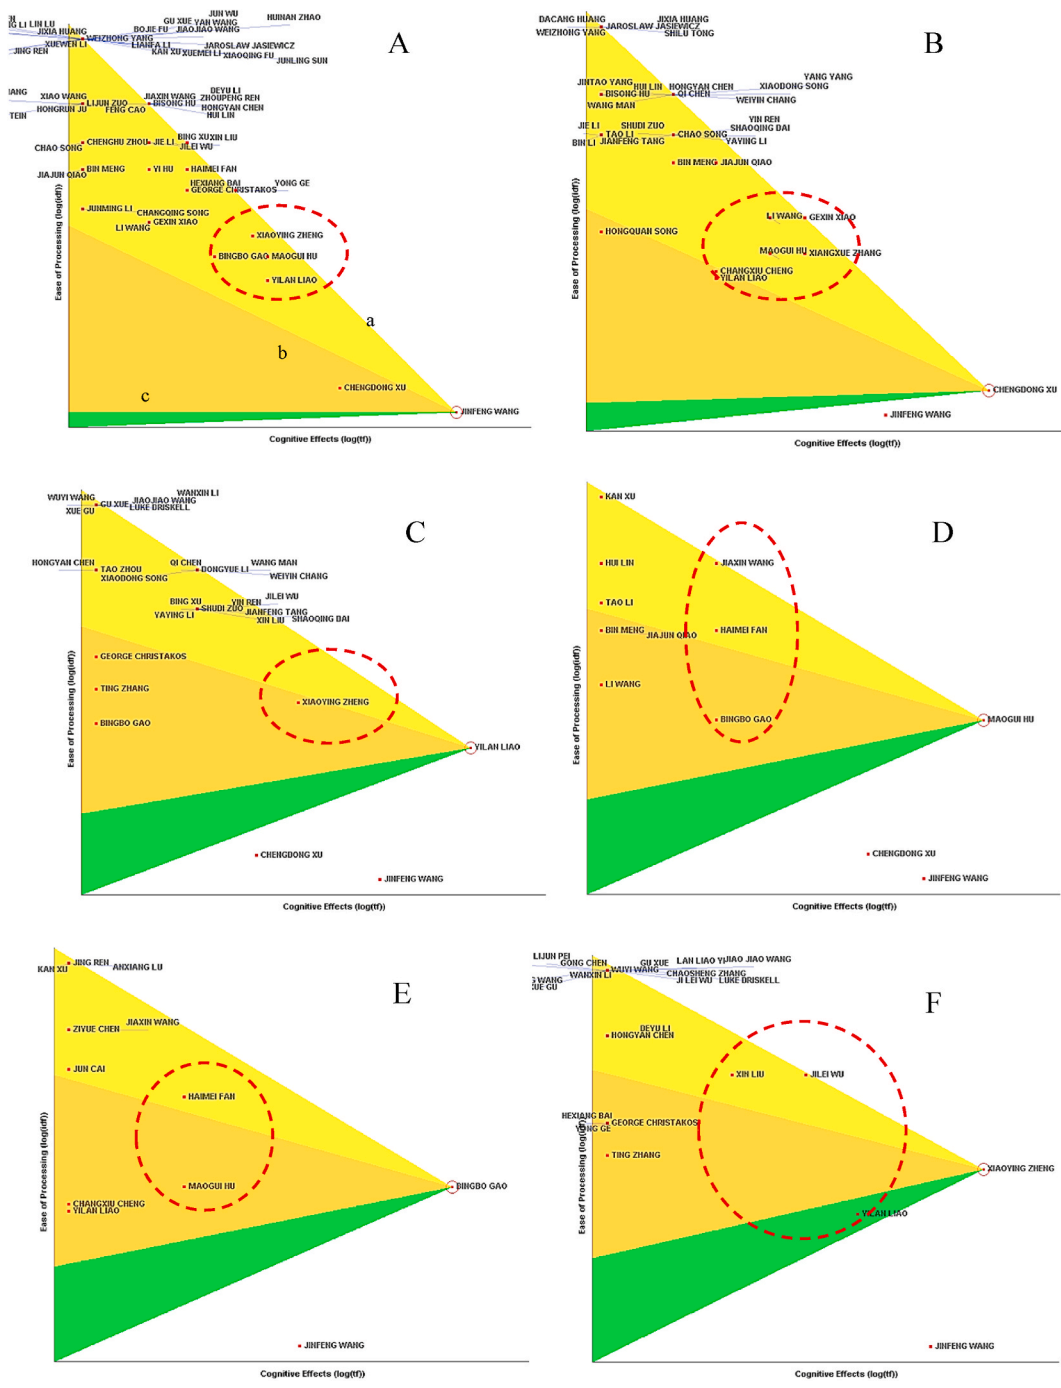 JUN WU
HUINAN ZHAO
GU XUE YAN WANG
NG LI LIN LU
BOJIE FU JIAOJIAO WANG
JIXIA HUANG
WEIZHONG YANG
XUEWEN LI
LIANFA LI
JAROSLAW JASIEWICZ
JING REN
KAN XU XUEMEI LI
XIAOQING FU
JUNLING SUN
A
IANG
XIAO WANG
JIAXIN WANG
DEYU LI
ZHOUPENG REN
LIJUN ZUO
BISONG HU
HONGYAN CHEN
HONGRUN JU
FENG CAO
HUI LIN
TEIN
BING XU XIN LIU
CHENGHU ZHOU
JIE LI
JILEI WU
CHAO SONG
BIN MENG
YI HU
HAIMEI FAN
JIAJUN QIAO
HEXIANG BAI
YONG GE
GEORGE CHRISTAKOS
JUNMING LI
CHANGQING SONG
GEXIN XIAO
LI WANG
XIAOYING ZHENG
BINGBO GAO MAOGUI HU
YILAN LIAO
a
b
c
CHENGDONG XU
JINFENG WANG
Ease of Processing (log(idf))
Cognitive Effects (log(tf))
B
DACANG HUANG
JIXIA HUANG
JAROSLAW JASIEWICZ
WEIZHONG YANG
SHILU TONG
YANG YANG
JINTAO YANG
HUI LIN
HONGYAN CHEN
XIAODONG SONG
BISONG HU
QI CHEN
WEIYIN CHANG
WANG MAN
YIN REN
JIE LI
SHUDI ZUO
SHAOQING DAI
TAO LI
CHAO SONG
BIN LI
JIANFENG TANG
YAYING LI
BIN MENG JIAJUN QIAO
LI WANG
GEXIN XIAO
HONGQUAN SONG
MAOGUI HU
XIANGXUE ZHANG
CHANGXIU CHENG
YILAN LIAO
CHENGDONG XU
JINFENG WANG
Ease of Processing (log(idf))
Cognitive Effects (log(tf))
C
WANXIN LI
WUYI WANG
JIAOJIAO WANG
GU XUE
LUKE DRISKELL
XUE GU
HONGYAN CHEN
QI CHEN
WANG MAN
TAO ZHOU
DONGYUE LI
XIAODONG SONG
WEIYIN CHANG
JILEI WU
BING XU
YIN REN
SHUDI ZUO
YAYING LI
JIANFENG TANG
XIN LIU
SHAOQING DAI
GEORGE CHRISTAKOS
TING ZHANG
XIAOYING ZHENG
BINGBO GAO
YILAN LIAO
CHENGDONG XU
JINFENG WANG
Ease of Processing (log(idf))
Cognitive Effects (log(tf))
D
KAN XU
HUI LIN
JIAXIN WANG
TAO LI
BIN MENG
JIAJUN QIAO
HAIMEI FAN
LI WANG
BINGBO GAO
MAOGUI HU
CHENGDONG XU
JINFENG WANG
Ease of Processing (log(idf))
Cognitive Effects (log(tf))
E
JING REN
KAN XU
ANXIANG LU
ZIYUE CHEN
JIAXIN WANG
JUN CAI
HAIMEI FAN
MAOGUI HU
BINGBO GAO
CHANGXIU CHENG
YILAN LIAO
JINFENG WANG
Ease of Processing (log(idf))
Cognitive Effects (log(tf))
F
LIJUN PEI
GU XUE
JIAO JIAO WANG
GONG CHEN
WUYI WANG
WANXIN LI
CHAOSHENG ZHANG
G WANG
JI LEI WU
LUKE DRISKELL
XUE GU
DEYU LI
HONGYAN CHEN
XIN LIU
JILEI WU
HEXIANG BAI
GEORGE CHRISTAKOS
YONG GE
TING ZHANG
XIAOYING ZHENG
YILAN LIAO
JINFENG WANG
Ease of Processing (log(idf))
Cognitive Effects (log(tf))